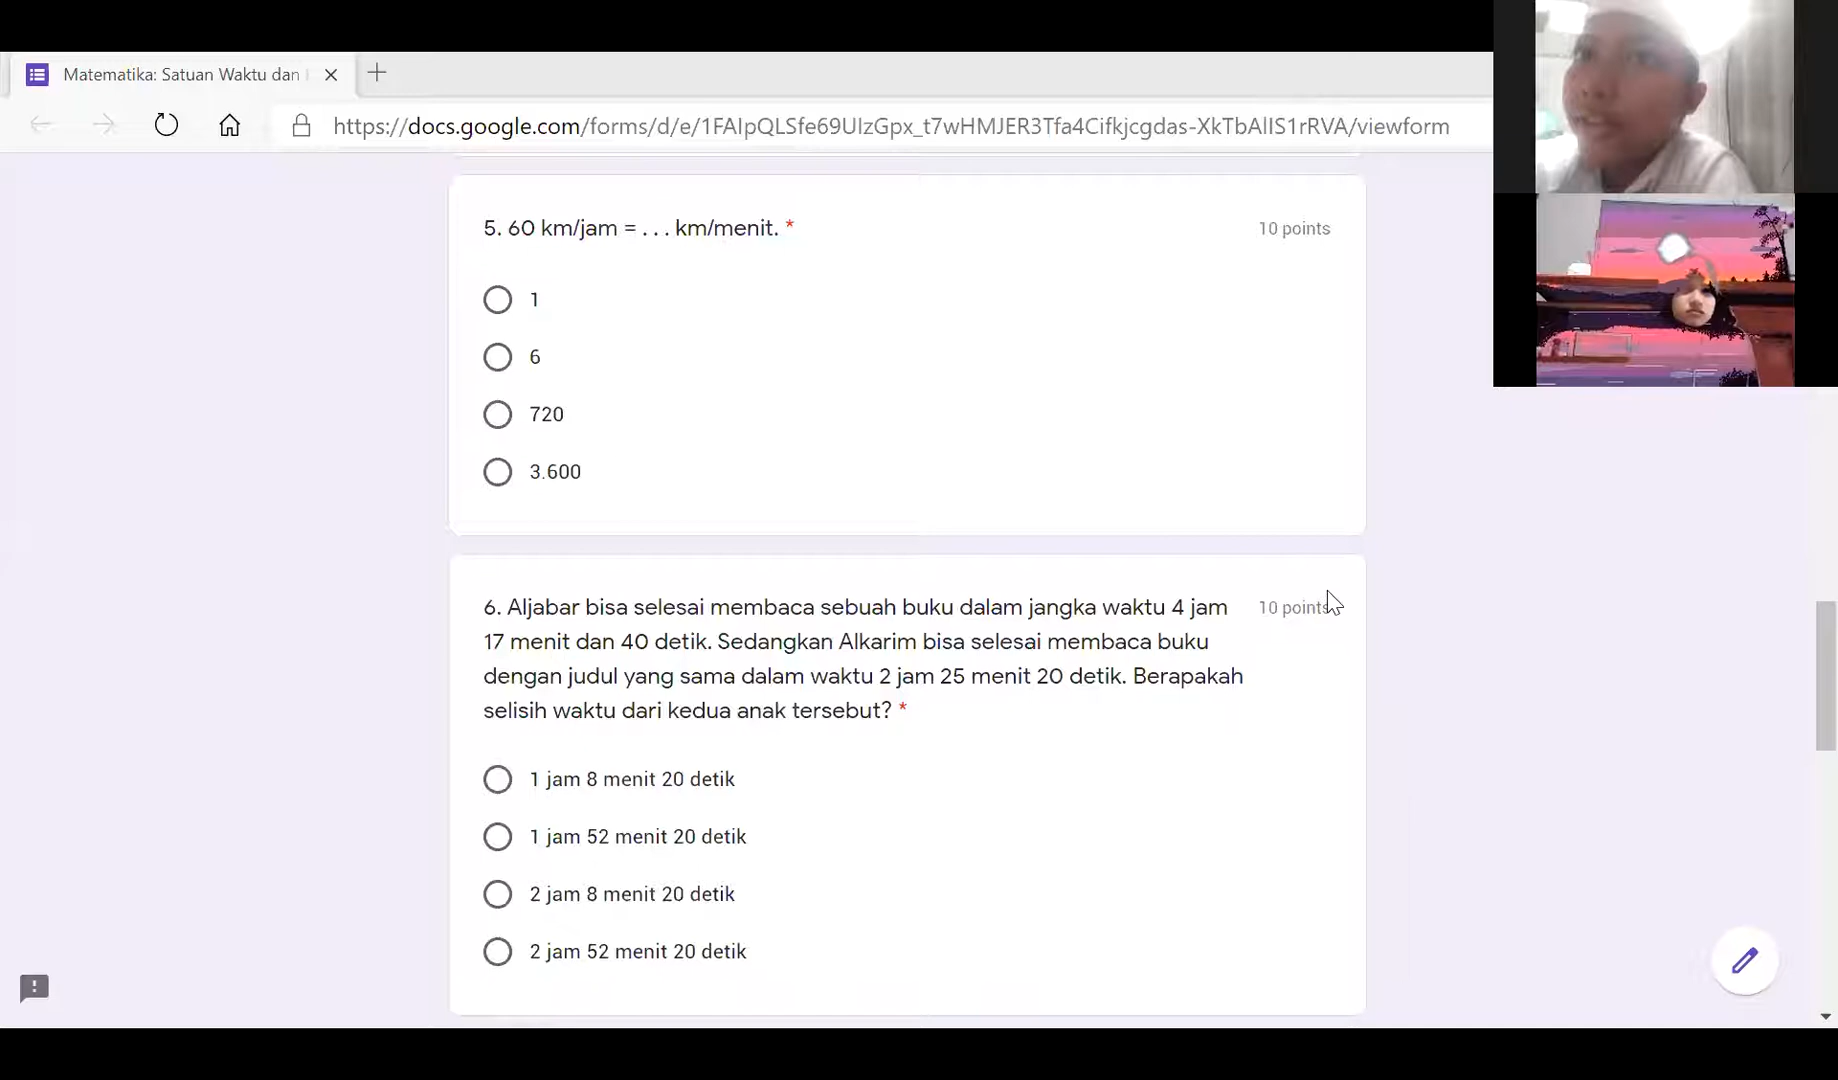 Matematika: Satuan Waktu dan
https://docs.google.com/forms/d/e/1FAIpQLSfe69UIzGpx_t7wHMJER3Tfa4Cifkjcgdas-XkTbAlIS1rRVA/viewform
5. 60 km/jam = . . . km/menit. *
10 points
1
6
720
3.600
6. Aljabar bisa selesai membaca sebuah buku dalam jangka waktu 4 jam
10 points
17 menit dan 40 detik. Sedangkan Alkarim bisa selesai membaca buku
dengan judul yang sama dalam waktu 2 jam 25 menit 20 detik. Berapakah
selisih waktu dari kedua anak tersebut? *
1 jam 8 menit 20 detik
1 jam 52 menit 20 detik
2 jam 8 menit 20 detik
2 jam 52 menit 20 detik